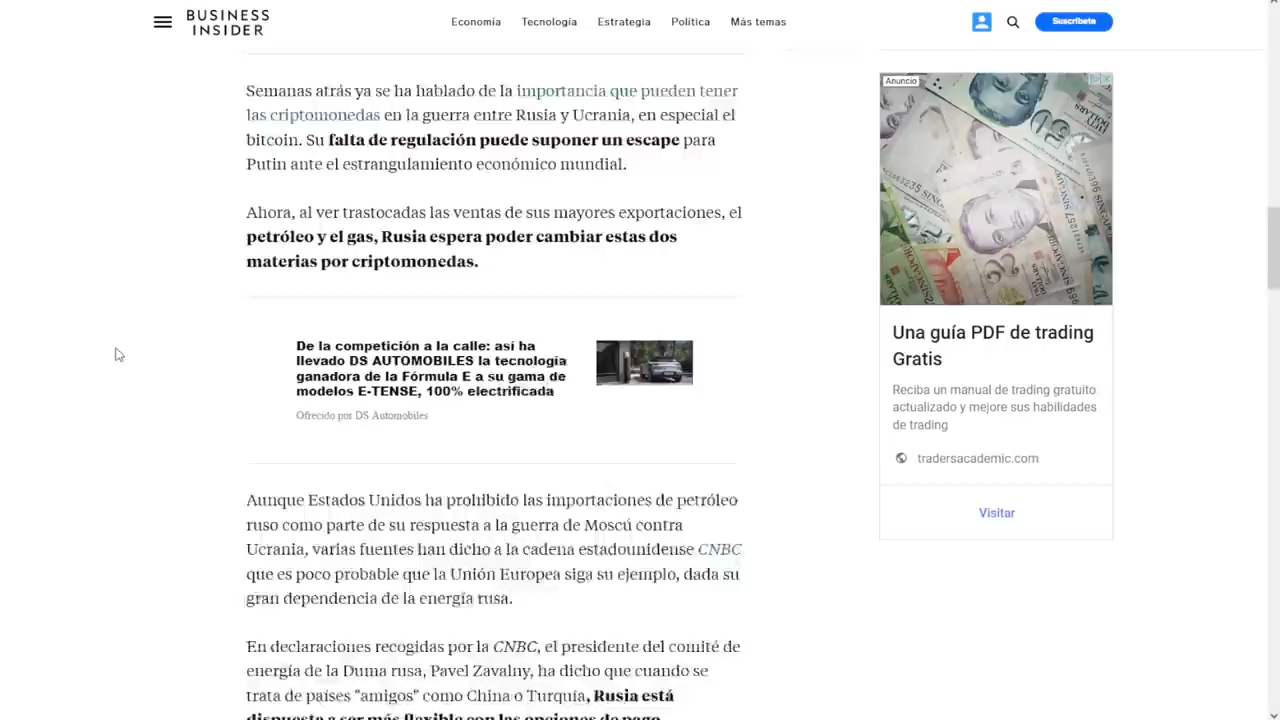 BUSINESS
INSIDER
Economía Tecnología Estrategia Política Más temas
Suscríbete
Semanas atrás ya se ha hablado de la importancia que pueden tener
las criptomonedas en la guerra entre Rusia y Ucrania, en especial el
bitcoin. Su falta de regulación puede suponer un escape para
Putin ante el estrangulamiento económico mundial.
Ahora, al ver trastocadas las ventas de sus mayores exportaciones, el
petróleo y el gas, Rusia espera poder cambiar estas dos
materias por criptomonedas.
De la competición a la calle: así ha
llevado DS AUTOMOBILES la tecnología
ganadora de la Fórmula E a su gama de
modelos E-TENSE, 100% electrificada
Ofrecido por DS Automobiles
Aunque Estados Unidos ha prohibido las importaciones de petróleo
ruso como parte de su respuesta a la guerra de Moscú contra
Ucrania, varias fuentes han dicho a la cadena estadounidense CNBC
que es poco probable que la Unión Europea siga su ejemplo, dada su
gran dependencia de la energía rusa.
En declaraciones recogidas por la CNBC, el presidente del comité de
energía de la Duma rusa, Pavel Zavalny, ha dicho que cuando se
trata de países "amigos" como China o Turquía, Rusia está
dispuesta a ser más flexible con las opciones de pago.
Anuncio
Una guía PDF de trading
Gratis
Reciba un manual de trading gratuito
actualizado y mejore sus habilidades
de trading
tradersacademic.com
Visitar